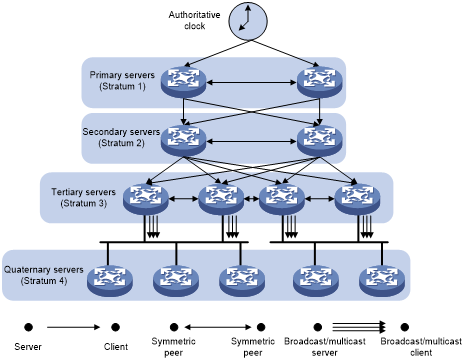 Authoritative
clock
Primary servers
(Stratum 1)
Secondary servers
(Stratum 2)
Tertiary servers
(Stratum 3)
Quaternary servers
(Stratum 4)
Server
Client
Symmetric
peer
Symmetric
peer
Broadcast/multicast
server
Broadcast/multicast
client